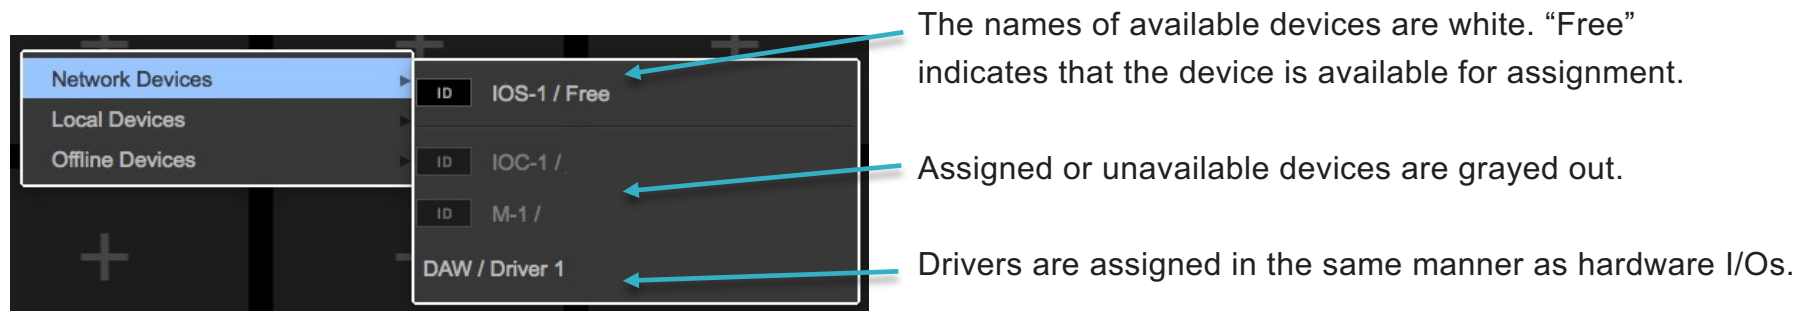 Network Devices
Local Devices
Offline Devices
ID IOS-1 / Free
ID IOC-1 /
ID M-1 /
DAW / Driver 1
The names of available devices are white. “Free”
indicates that the device is available for assignment.
Assigned or unavailable devices are grayed out.
Drivers are assigned in the same manner as hardware I/Os.